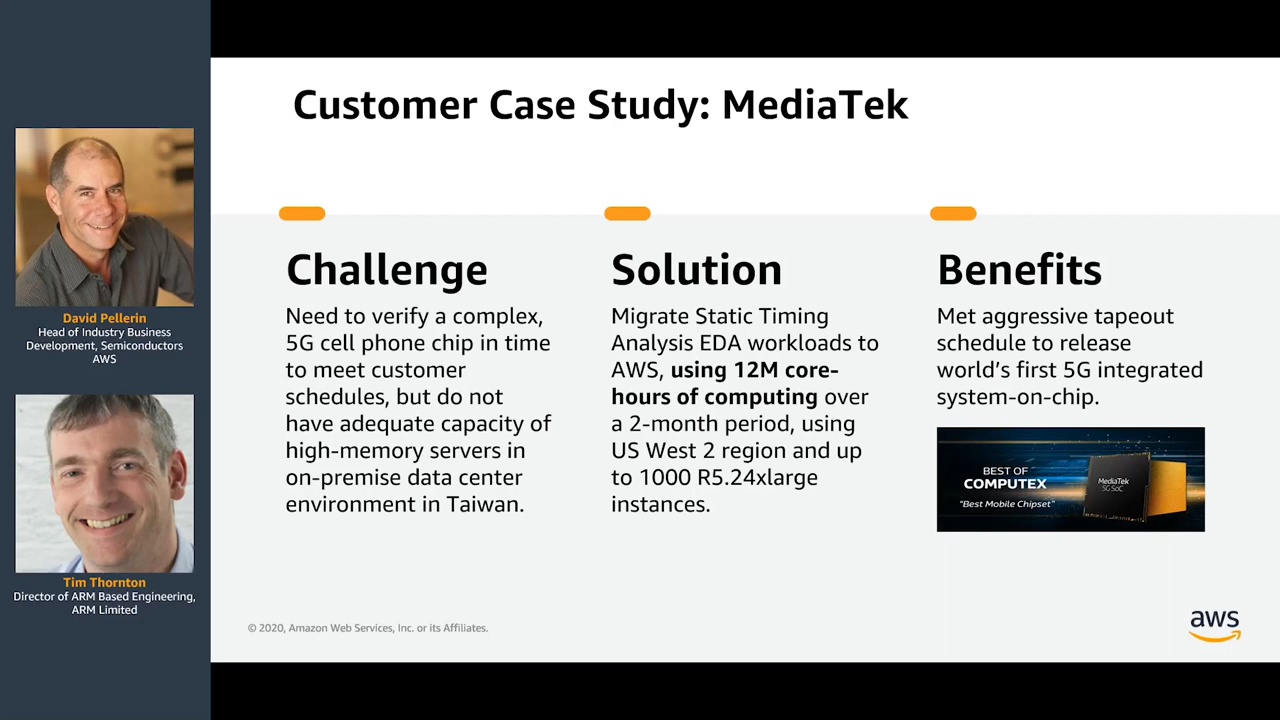 Customer Case Study: MediaTek
David Pellerin
Head of Industry Business
Development, Semiconductors
AWS
Tim Thornton
Director of ARM Based Engineering,
ARM Limited
Challenge
Need to verify a complex,
5G cell phone chip in time
to meet customer
schedules, but do not
have adequate capacity of
high-memory servers in
on-premise data center
environment in Taiwan.
Solution
Migrate Static Timing
Analysis EDA workloads to
AWS, using 12M core-
hours of computing over
a 2-month period, using
US West 2 region and up
to 1000 R5.24xlarge
instances.
Benefits
Met aggressive tapeout
schedule to release
world's first 5G integrated
system-on-chip.
BEST OF
COMPUTEX
"Best Mobile Chipset"
MediaTek
5G SoC
© 2020, Amazon Web Services, Inc. or its Affiliates.
aws